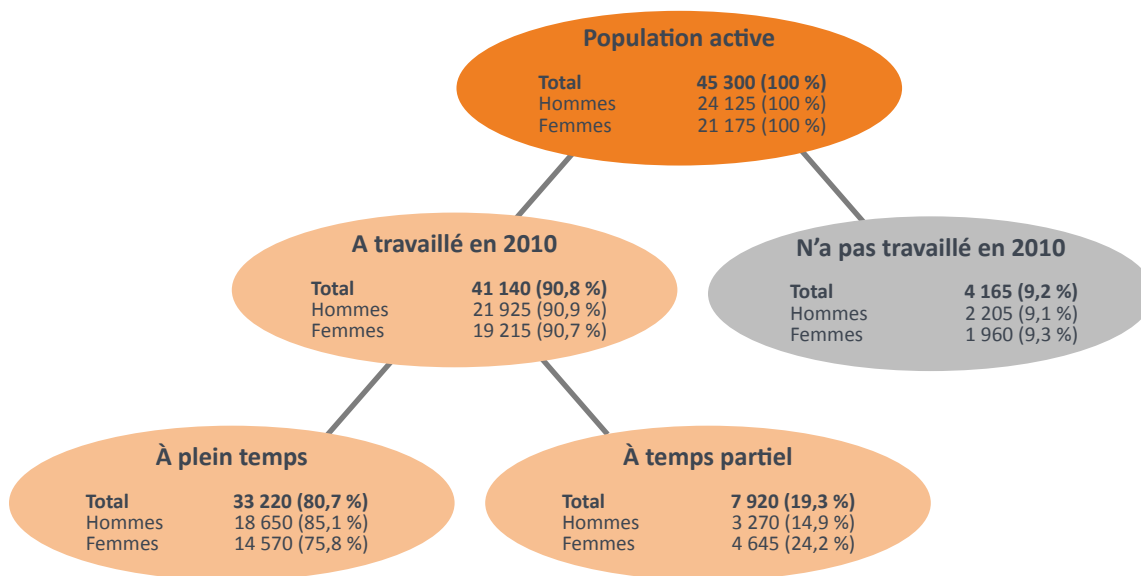 Population active
Total 45 300 (100 %)
Hommes 24 125 (100 %)
Femmes 21 175 (100 %)
A travaillé en 2010
Total 41 140 (90,8 %)
Hommes 21 925 (90,9 %)
Femmes 19 215 (90,7 %)
N'a pas travaillé en 2010
Total 4 165 (9,2 %)
Hommes 2 205 (9,1 %)
Femmes 1 960 (9,3 %)
À plein temps
Total 33 220 (80,7 %)
Hommes 18 650 (85,1 %)
Femmes 14 570 (75,8 %)
À temps partiel
Total 7 920 (19,3 %)
Hommes 3 270 (14,9 %)
Femmes 4 645 (24,2 %)